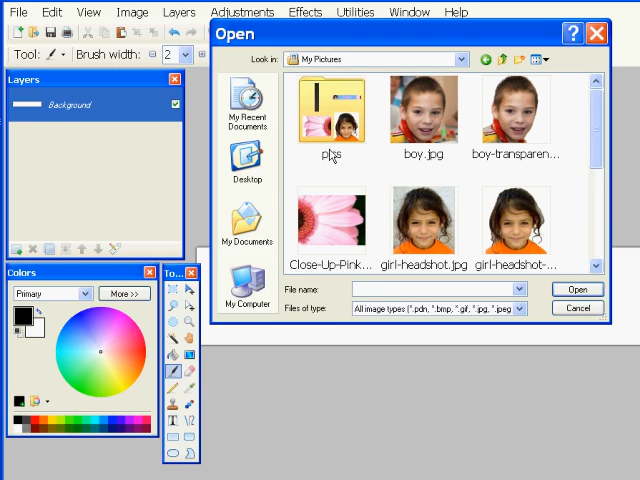 File Edit View Image Layers Adjustments Effects Utilities Window Help
Tool: Brush width: 2
Layers
Background
Colors
Primary
More >>
To...
Open
Look in: My Pictures
My Recent
Documents
Desktop
My Documents
My Computer
boy.jpg
boy-transparen...
Close-Up-Pink...
girl-headshot.jpg
girl-headshot-...
File name:
Open
Files of type: All image types (*.pdn, *.bmp, *.gif, *.jpg, *.jpeg
Cancel